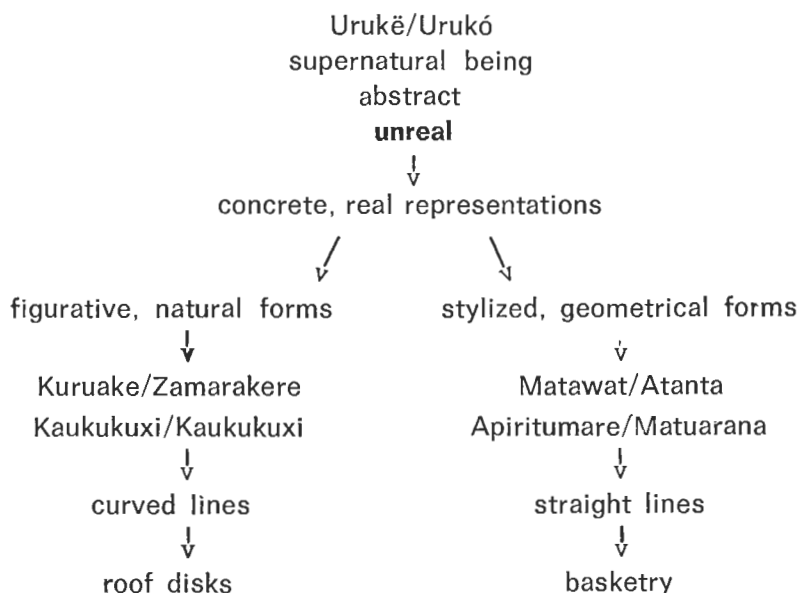 Urukë/Urukó
supernatural being
abstract
unreal
concrete, real representations
figurative, natural forms
stylized, geometrical forms
Kuruake/Zamarakere
Matawat/Atanta
Kaukukuxi/Kaukukuxi
Apiritumare/Matuarana
curved lines
straight lines
roof disks
basketry